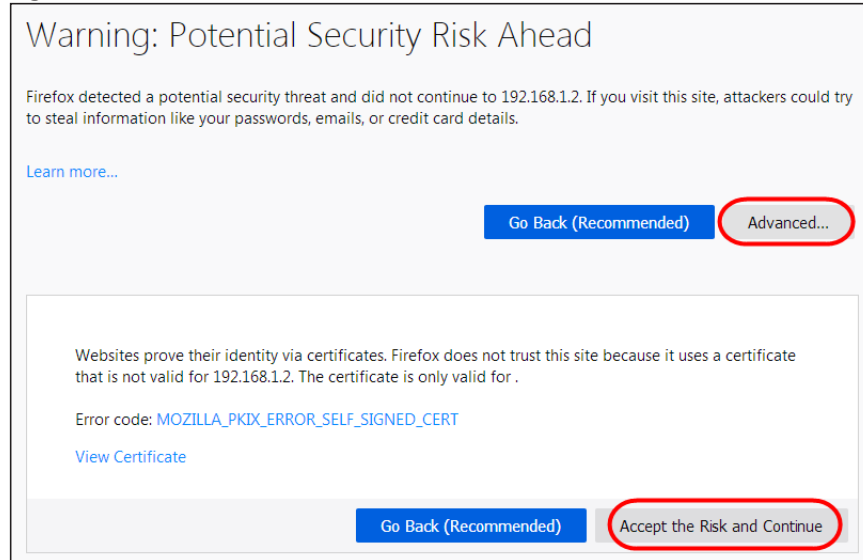 Warning: Potential Security Risk Ahead
Firefox detected a potential security threat and did not continue to 192.168.1.2. If you visit this site, attackers could try
to steal information like your passwords, emails, or credit card details.
Learn more...
Go Back (Recommended) Advanced...
Websites prove their identity via certificates. Firefox does not trust this site because it uses a certificate
that is not valid for 192.168.1.2. The certificate is only valid for .
Error code: MOZILLA_PKIX_ERROR_SELF_SIGNED_CERT
View Certificate
Go Back (Recommended) Accept the Risk and Continue